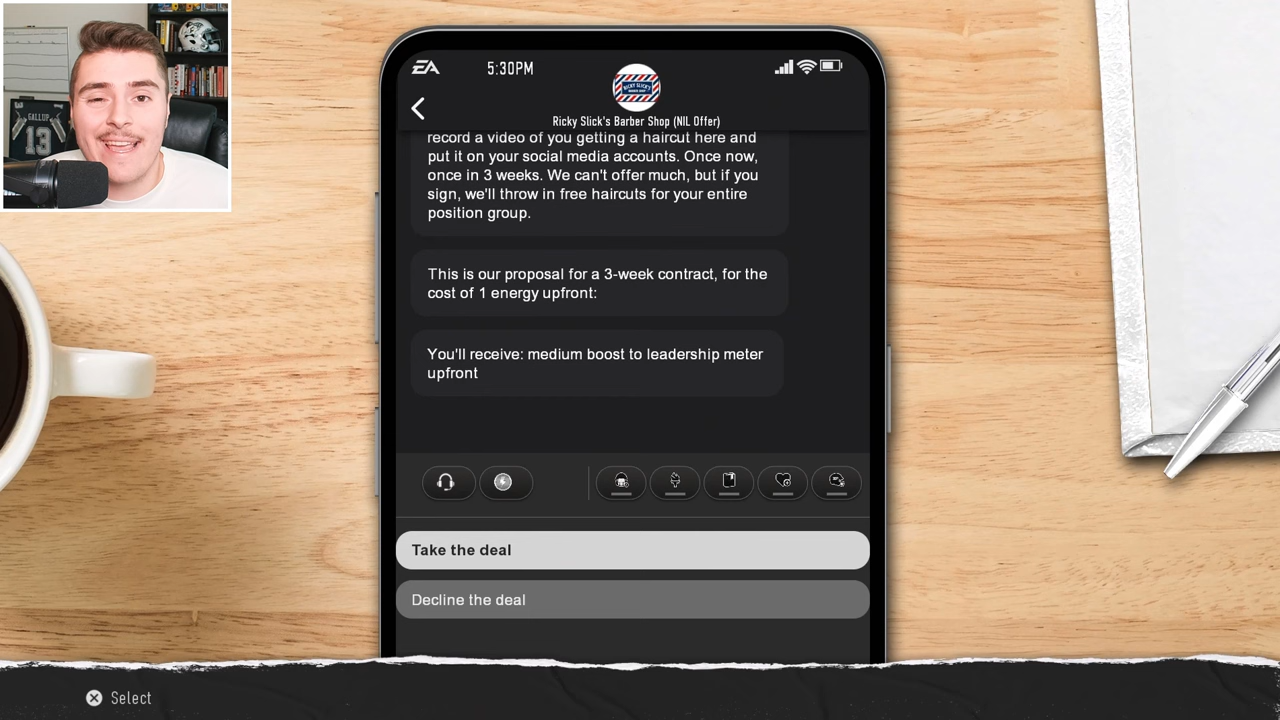 GALLUP
13
EA
5:30PM
RICKY SLICK'S
Ricky Slick's Barber Shop (NIL Offer)
record a video of you getting a haircut here and
put it on your social media accounts. Once now,
once in 3 weeks. We can't offer much, but if you
sign, we'll throw in free haircuts for your entire
position group.
This is our proposal for a 3-week contract, for the
cost of 1 energy upfront:
You'll receive: medium boost to leadership meter
upfront
Take the deal
Decline the deal
Select